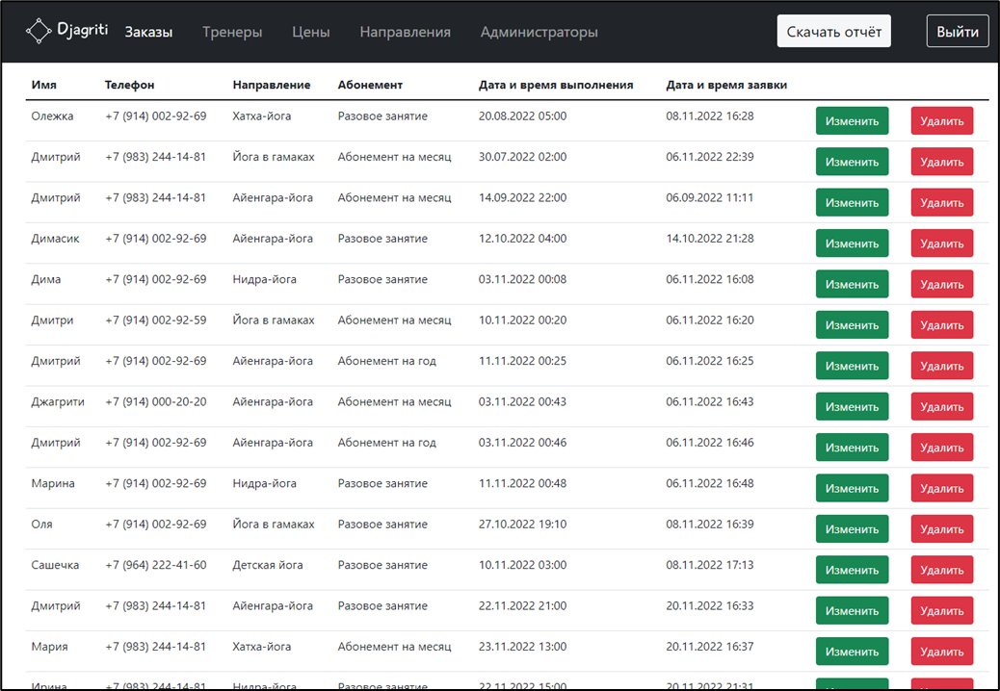 Djagriti Заказы Тренеры Цены Направления Администраторы Скачать отчёт Выйти
Имя Телефон Направление Абонемент Дата и время выполнения Дата и время заявки
Олежка +7 (914) 002-92-69 Хатха-йога Разовое занятие 20.08.2022 05:00 08.11.2022 16:28 Изменить Удалить
Дмитрий +7 (983) 244-14-81 Йога в гамаках Абонемент на месяц 30.07.2022 02:00 06.11.2022 22:39 Изменить Удалить
Дмитрий +7 (983) 244-14-81 Айенгара-йога Абонемент на месяц 14.09.2022 22:00 06.09.2022 11:11 Изменить Удалить
Димасик +7 (914) 002-92-69 Айенгара-йога Разовое занятие 12.10.2022 04:00 14.10.2022 21:28 Изменить Удалить
Дима +7 (914) 002-92-69 Нидра-йога Разовое занятие 03.11.2022 00:08 06.11.2022 16:08 Изменить Удалить
Дмитри +7 (914) 002-92-59 Йога в гамаках Абонемент на месяц 10.11.2022 00:20 06.11.2022 16:20 Изменить Удалить
Дмитрий +7 (914) 002-92-69 Айенгара-йога Абонемент на год 11.11.2022 00:25 06.11.2022 16:25 Изменить Удалить
Джагрити +7 (914) 000-20-20 Айенгара-йога Абонемент на месяц 03.11.2022 00:43 06.11.2022 16:43 Изменить Удалить
Дмитрий +7 (914) 002-92-69 Айенгара-йога Абонемент на год 03.11.2022 00:46 06.11.2022 16:46 Изменить Удалить
Марина +7 (914) 002-92-69 Нидра-йога Разовое занятие 11.11.2022 00:48 06.11.2022 16:48 Изменить Удалить
Оля +7 (914) 002-92-69 Йога в гамаках Разовое занятие 27.10.2022 19:10 08.11.2022 16:39 Изменить Удалить
Сашечка +7 (964) 222-41-60 Детская йога Разовое занятие 10.11.2022 03:00 08.11.2022 17:13 Изменить Удалить
Дмитрий +7 (983) 244-14-81 Айенгара-йога Разовое занятие 22.11.2022 21:00 20.11.2022 16:33 Изменить Удалить
Мария +7 (983) 244-14-81 Хатха-йога Абонемент на месяц 23.11.2022 13:00 20.11.2022 16:37 Изменить Удалить
Ирина +7 (983) 244-14-81 Нидра-йога Разовое занятие 22.11.2022 15:00 20.11.2022 21:31